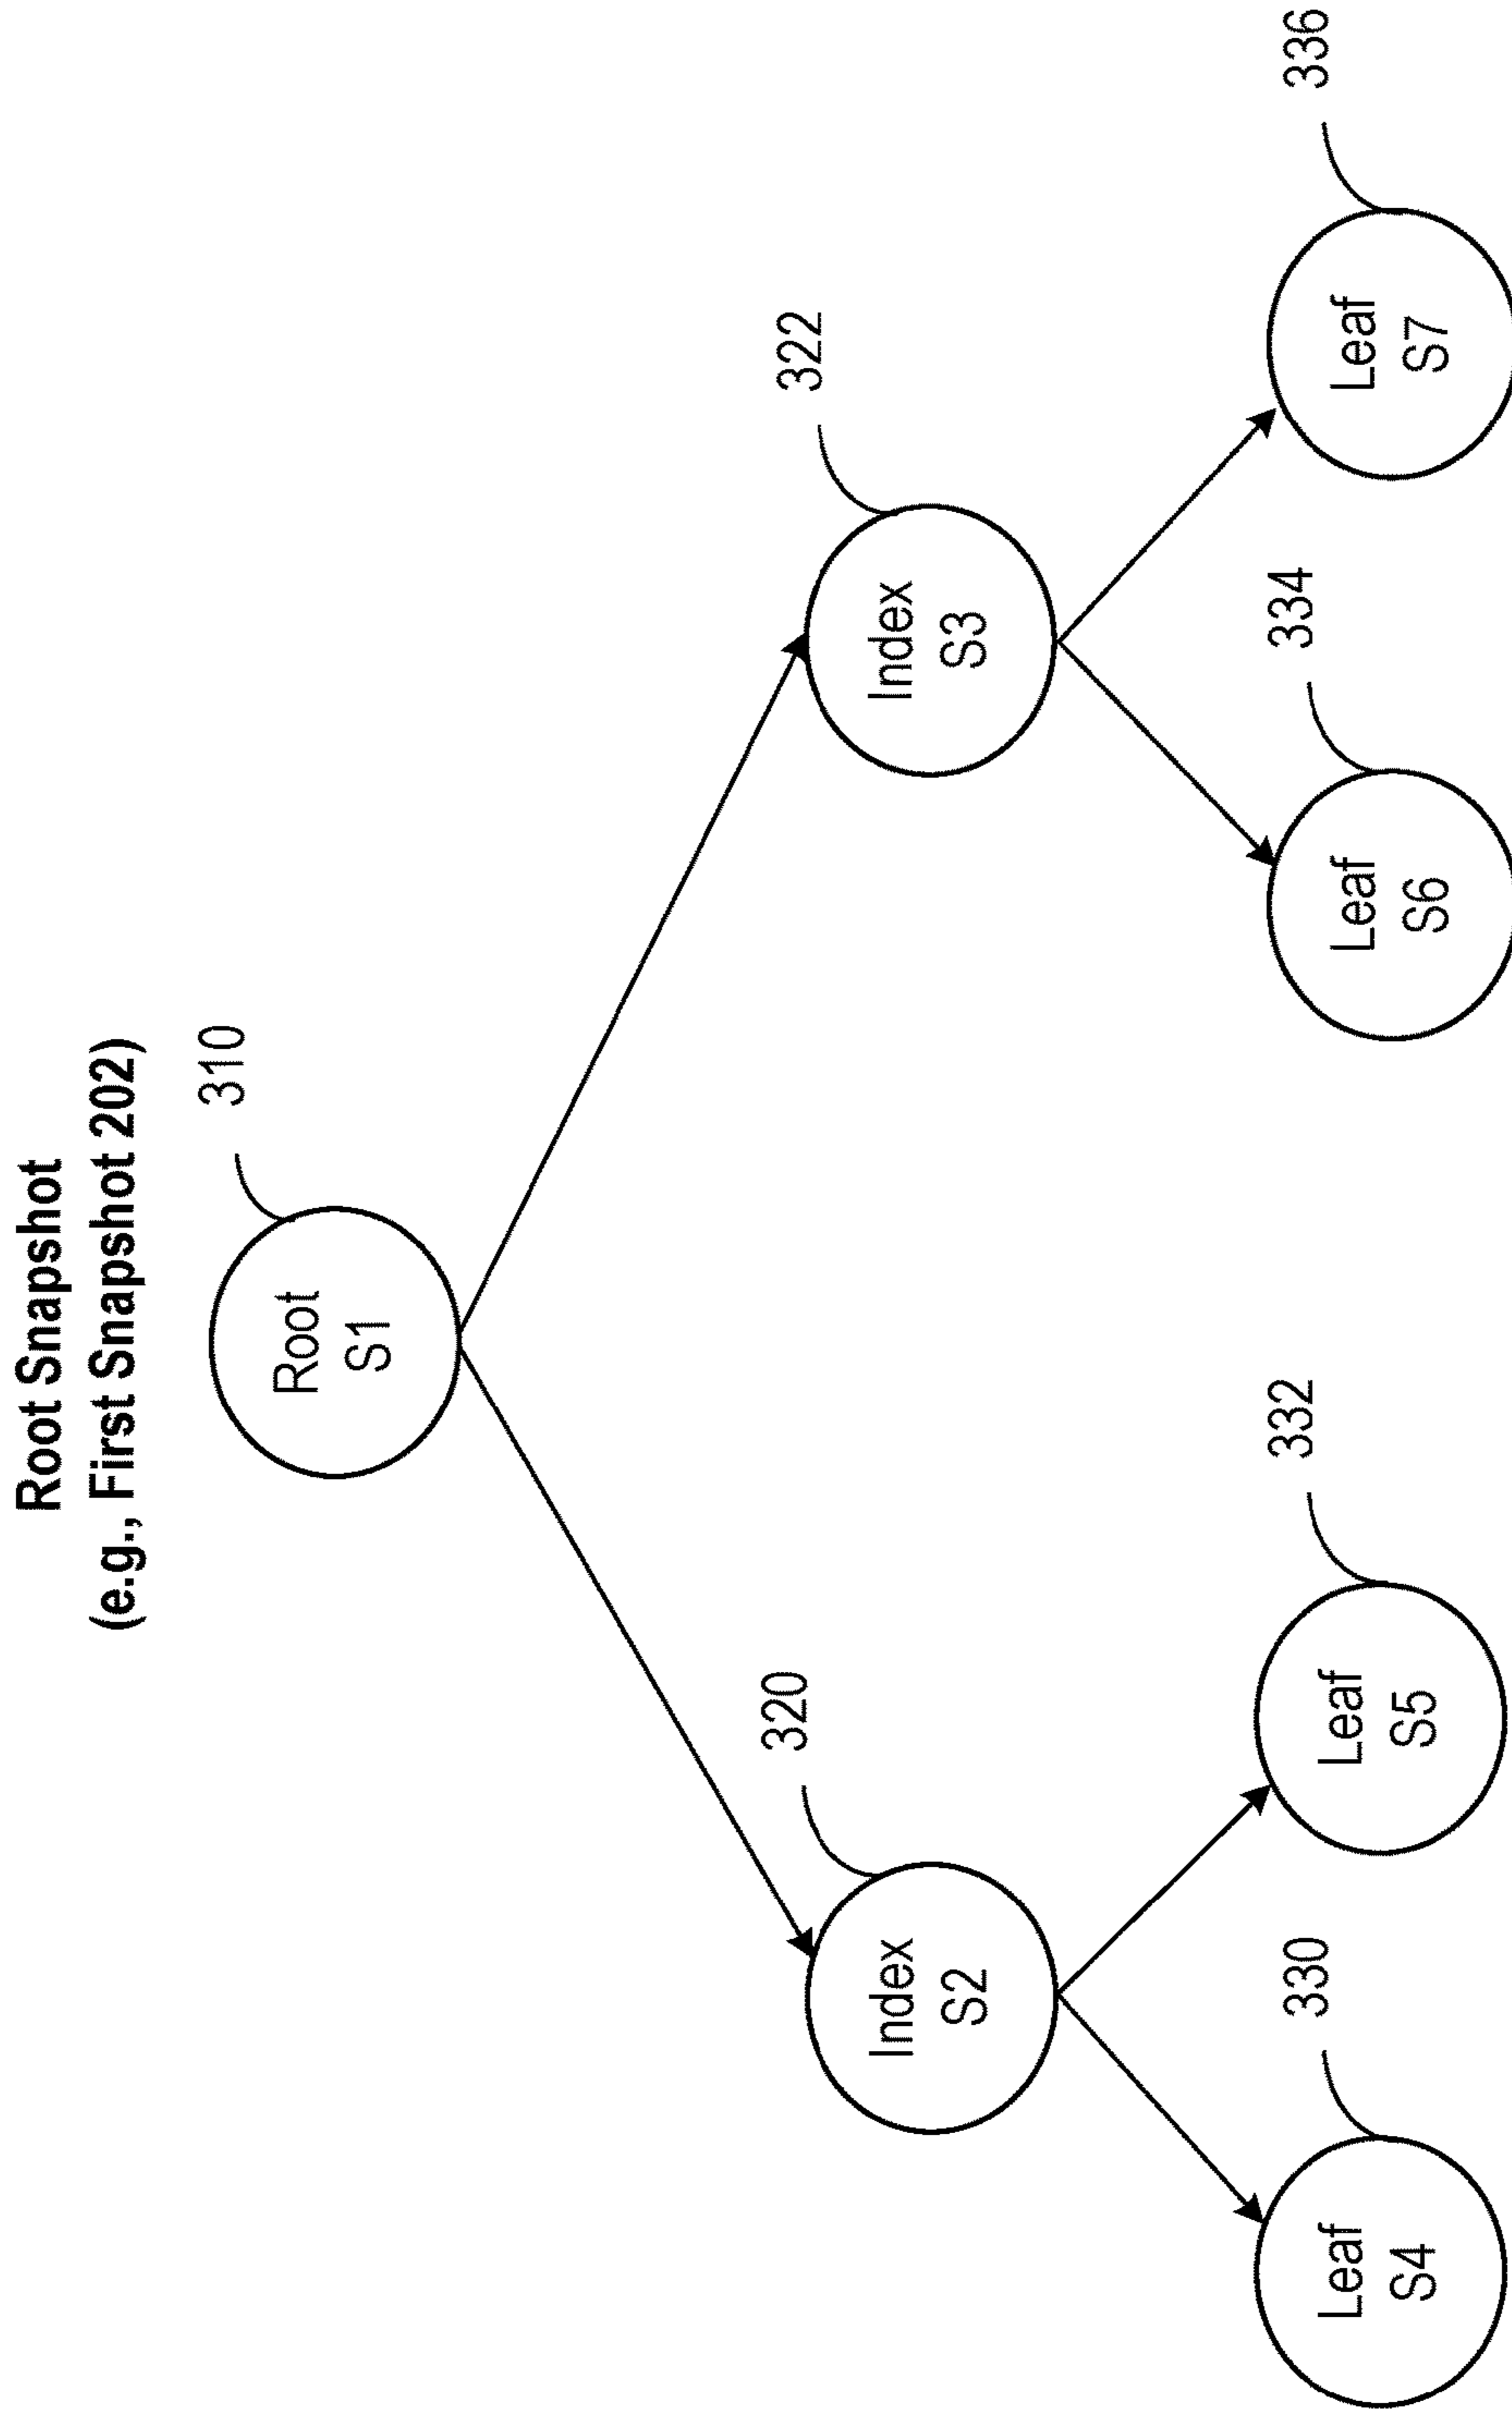 Root Snapshot
(e.g., First Snapshot 202)
310
Root
S1
320
322
Index
S2
Index
S3
330
332
334
336
Leaf
S4
Leaf
S5
Leaf
S6
Leaf
S7